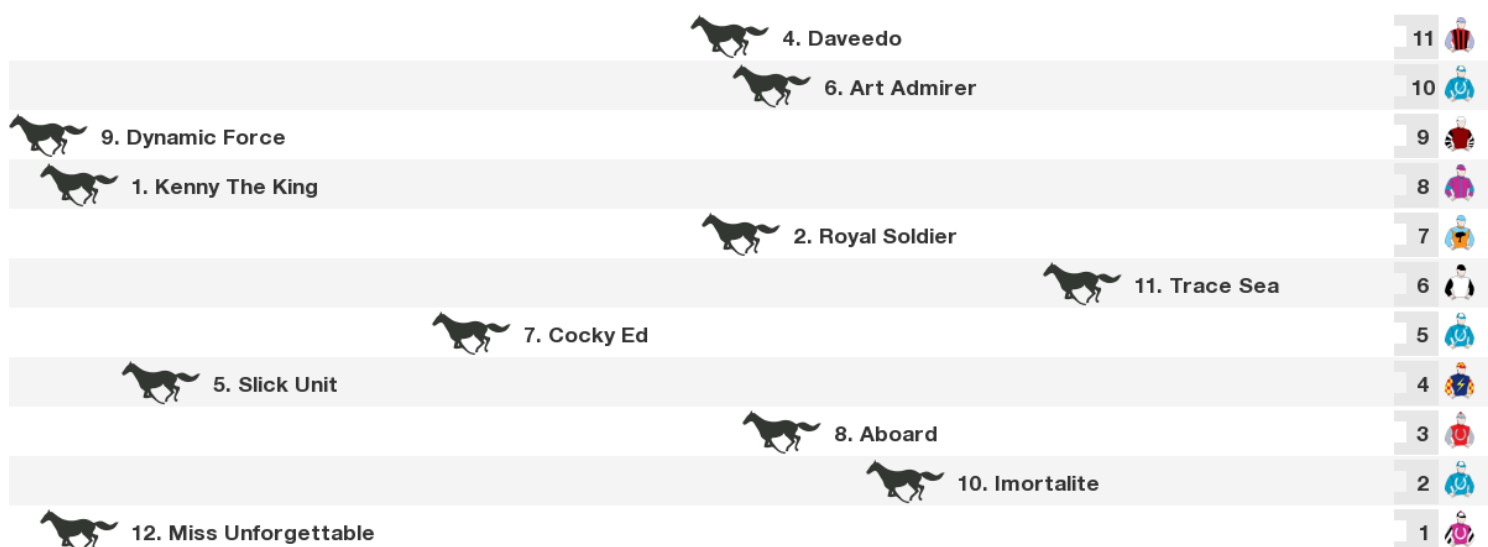 4. Daveedo 11
6. Art Admirer 10
9. Dynamic Force 9
1. Kenny The King 8
2. Royal Soldier 7
11. Trace Sea 6
7. Cocky Ed 5
5. Slick Unit 4
8. Aboard 3
10. Imortalite 2
12. Miss Unforgettable 1